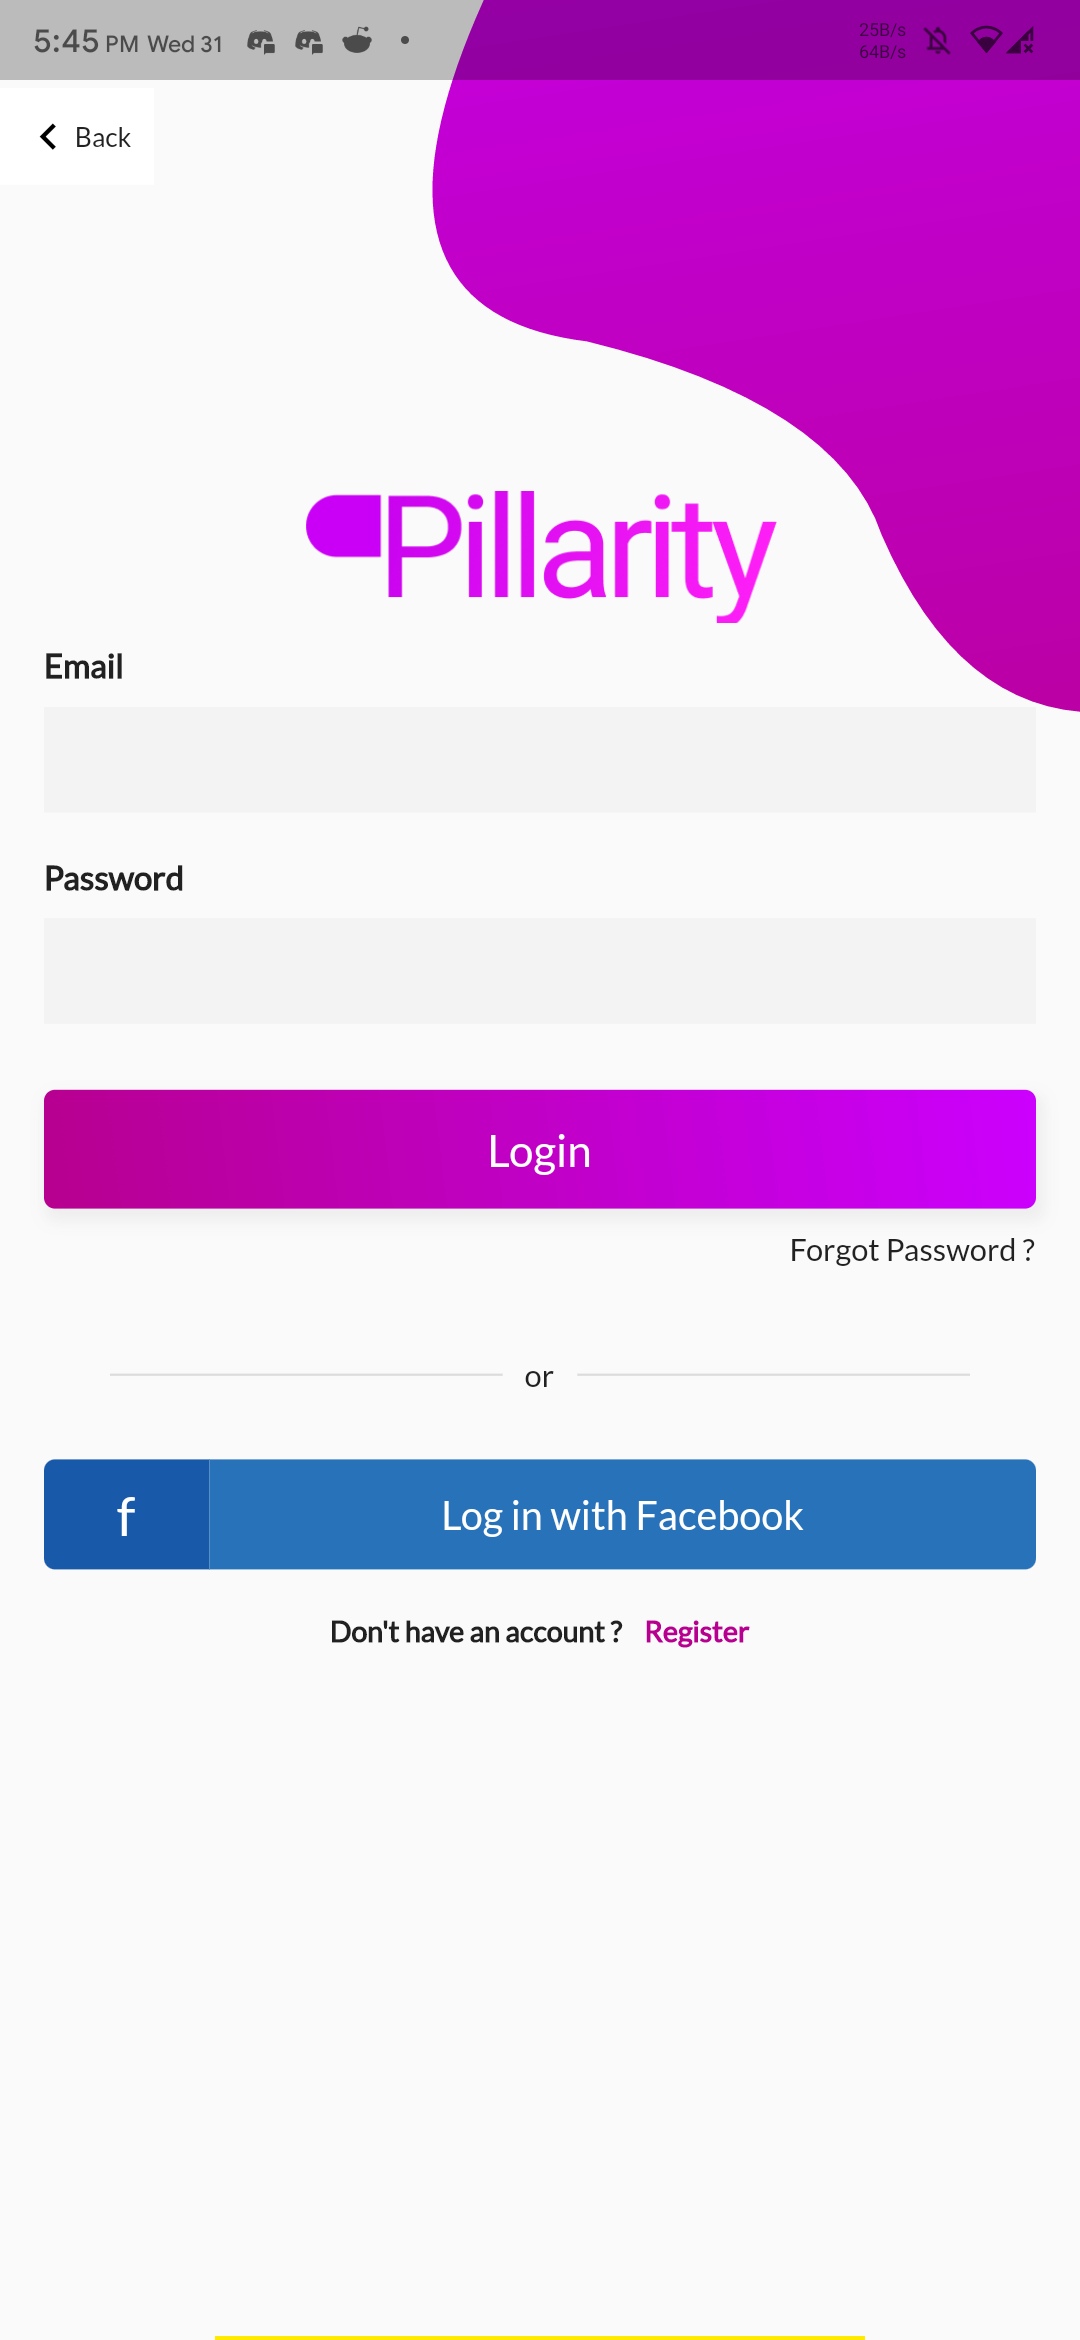 5:45 PM Wed 31
25B/s
64B/s
Back
Pillarity
Email
Password
Login
Forgot Password ?
or
f
Log in with Facebook
Don't have an account ? Register